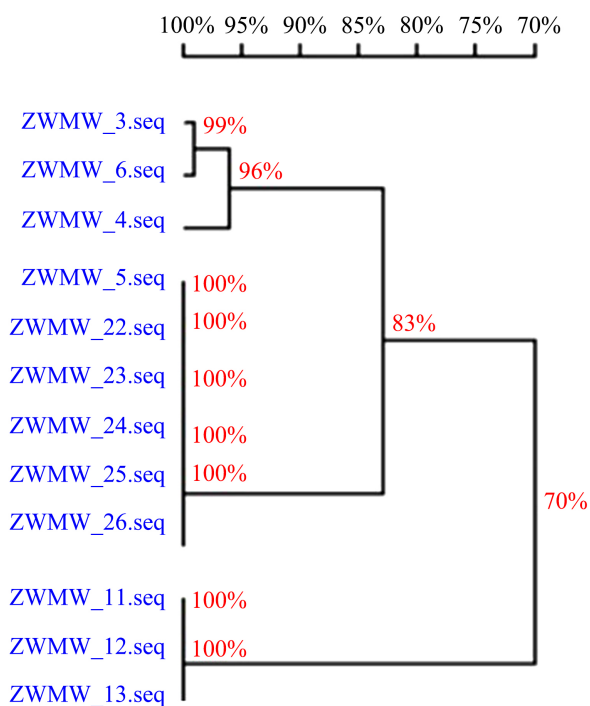 100% 95% 90% 85% 80% 75% 70%
ZWMW_3.seq 99%
ZWMW_6.seq 96%
ZWMW_4.seq
ZWMW_5.seq 100%
ZWMW_22.seq 100%
83%
ZWMW_23.seq 100%
ZWMW_24.seq 100%
ZWMW_25.seq 100%
70%
ZWMW_26.seq
ZWMW_11.seq 100%
ZWMW_12.seq 100%
ZWMW_13.seq